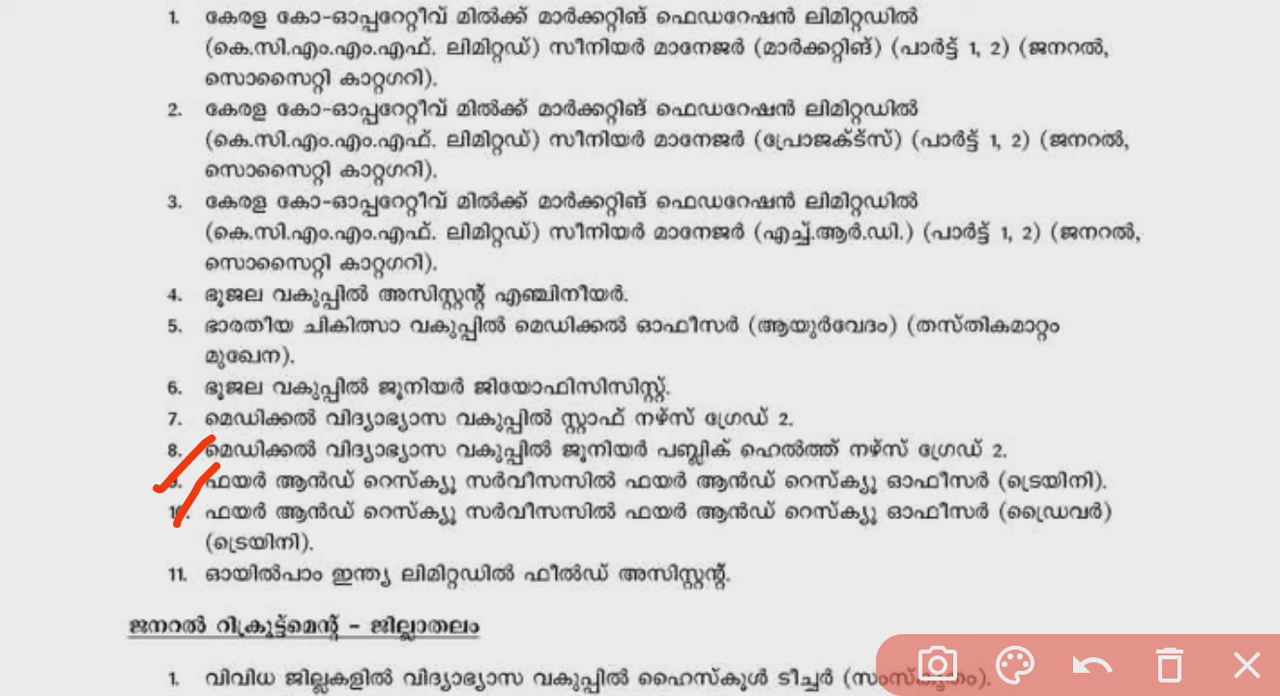 1. കേരള കോ-ഓപ്പറേറ്റീവ് മിൽക്ക് മാർക്കറ്റിങ് ഫെഡറേഷൻ ലിമിറ്റഡിൽ
(കെ.സി.എം.എം.എഫ്. ലിമിറ്റഡ്) സീനിയർ മാനേജർ (മാർക്കറ്റിങ്) (പാർട്ട് 1, 2) (ജനറൽ,
സൊസൈറ്റി കാറ്റഗറി).
2. കേരള കോ-ഓപ്പറേറ്റീവ് മിൽക്ക് മാർക്കറ്റിങ് ഫെഡറേഷൻ ലിമിറ്റഡിൽ
(കെ.സി.എം.എം.എഫ്. ലിമിറ്റഡ്) സീനിയർ മാനേജർ (പ്രോജക്ട്സ്) (പാർട്ട് 1, 2) (ജനറൽ,
സൊസൈറ്റി കാറ്റഗറി).
3. കേരള കോ-ഓപ്പറേറ്റീവ് മിൽക്ക് മാർക്കറ്റിങ് ഫെഡറേഷൻ ലിമിറ്റഡിൽ
(കെ.സി.എം.എം.എഫ്. ലിമിറ്റഡ്) സീനിയർ മാനേജർ (എച്ച്.ആർ.ഡി.) (പാർട്ട് 1, 2) (ജനറൽ,
സൊസൈറ്റി കാറ്റഗറി).
4. ഭൂജല വകുപ്പിൽ അസിസ്റ്റന്റ് എഞ്ചിനീയർ.
5. ഭാരതീയ ചികിത്സാ വകുപ്പിൽ മെഡിക്കൽ ഓഫീസർ (ആയുർവേദം) (തസ്തികമാറ്റം
മുഖേന).
6. ഭൂജല വകുപ്പിൽ ജൂനിയർ ജിയോഫിസിസിസ്റ്റ്.
7. മെഡിക്കൽ വിദ്യാഭ്യാസ വകുപ്പിൽ സ്റ്റാഫ് നഴ്സ് ഗ്രേഡ് 2.
8. മെഡിക്കൽ വിദ്യാഭ്യാസ വകുപ്പിൽ ജൂനിയർ പബ്ലിക് ഹെൽത്ത് നഴ്സ് ഗ്രേഡ് 2.
9. ഫയർ ആൻഡ് റെസ്ക്യൂ സർവീസസിൽ ഫയർ ആൻഡ് റെസ്ക്യൂ ഓഫീസർ (ട്രെയിനി).
10. ഫയർ ആൻഡ് റെസ്ക്യൂ സർവീസസിൽ ഫയർ ആൻഡ് റെസ്ക്യൂ ഓഫീസർ (ഡ്രൈവർ)
(ട്രെയിനി).
11. ഓയിൽപാം ഇന്ത്യ ലിമിറ്റഡിൽ ഫീൽഡ് അസിസ്റ്റന്റ്.
ജനറൽ റിക്രൂട്ട്മെന്റ് – ജില്ലാതലം
1. വിവിധ ജില്ലകളിൽ വിദ്യാഭ്യാസ വകുപ്പിൽ ഹൈസ്കൂൾ ടീച്ചർ (സംസ്കൃതം).